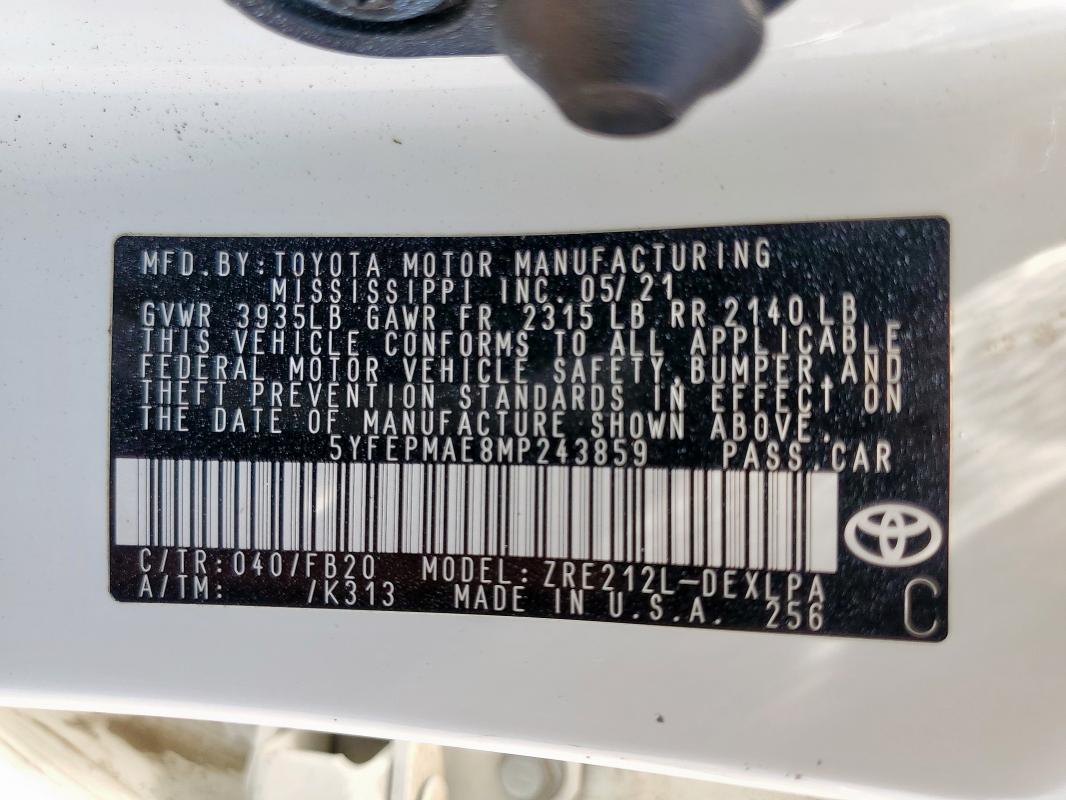 MFD.BY:TOYOTA MOTOR MANUFACTURING
MISSISSIPPI INC. 05/21
GVWR 3935LB GAWR FR 2315 LB RR 2140 LB
THIS VEHICLE CONFORMS TO ALL APPLICABLE
FEDERAL MOTOR VEHICLE SAFETY, BUMPER, AND
THEFT PREVENTION STANDARDS IN EFFECT ON
THE DATE OF MANUFACTURE SHOWN ABOVE.
5YFEPMAE8MP243859 PASS.CAR
C/TR: 040/FB20 MODEL: ZRE212L-DEXLPA
A/TM: /K313 MADE IN U.S.A. 256
C